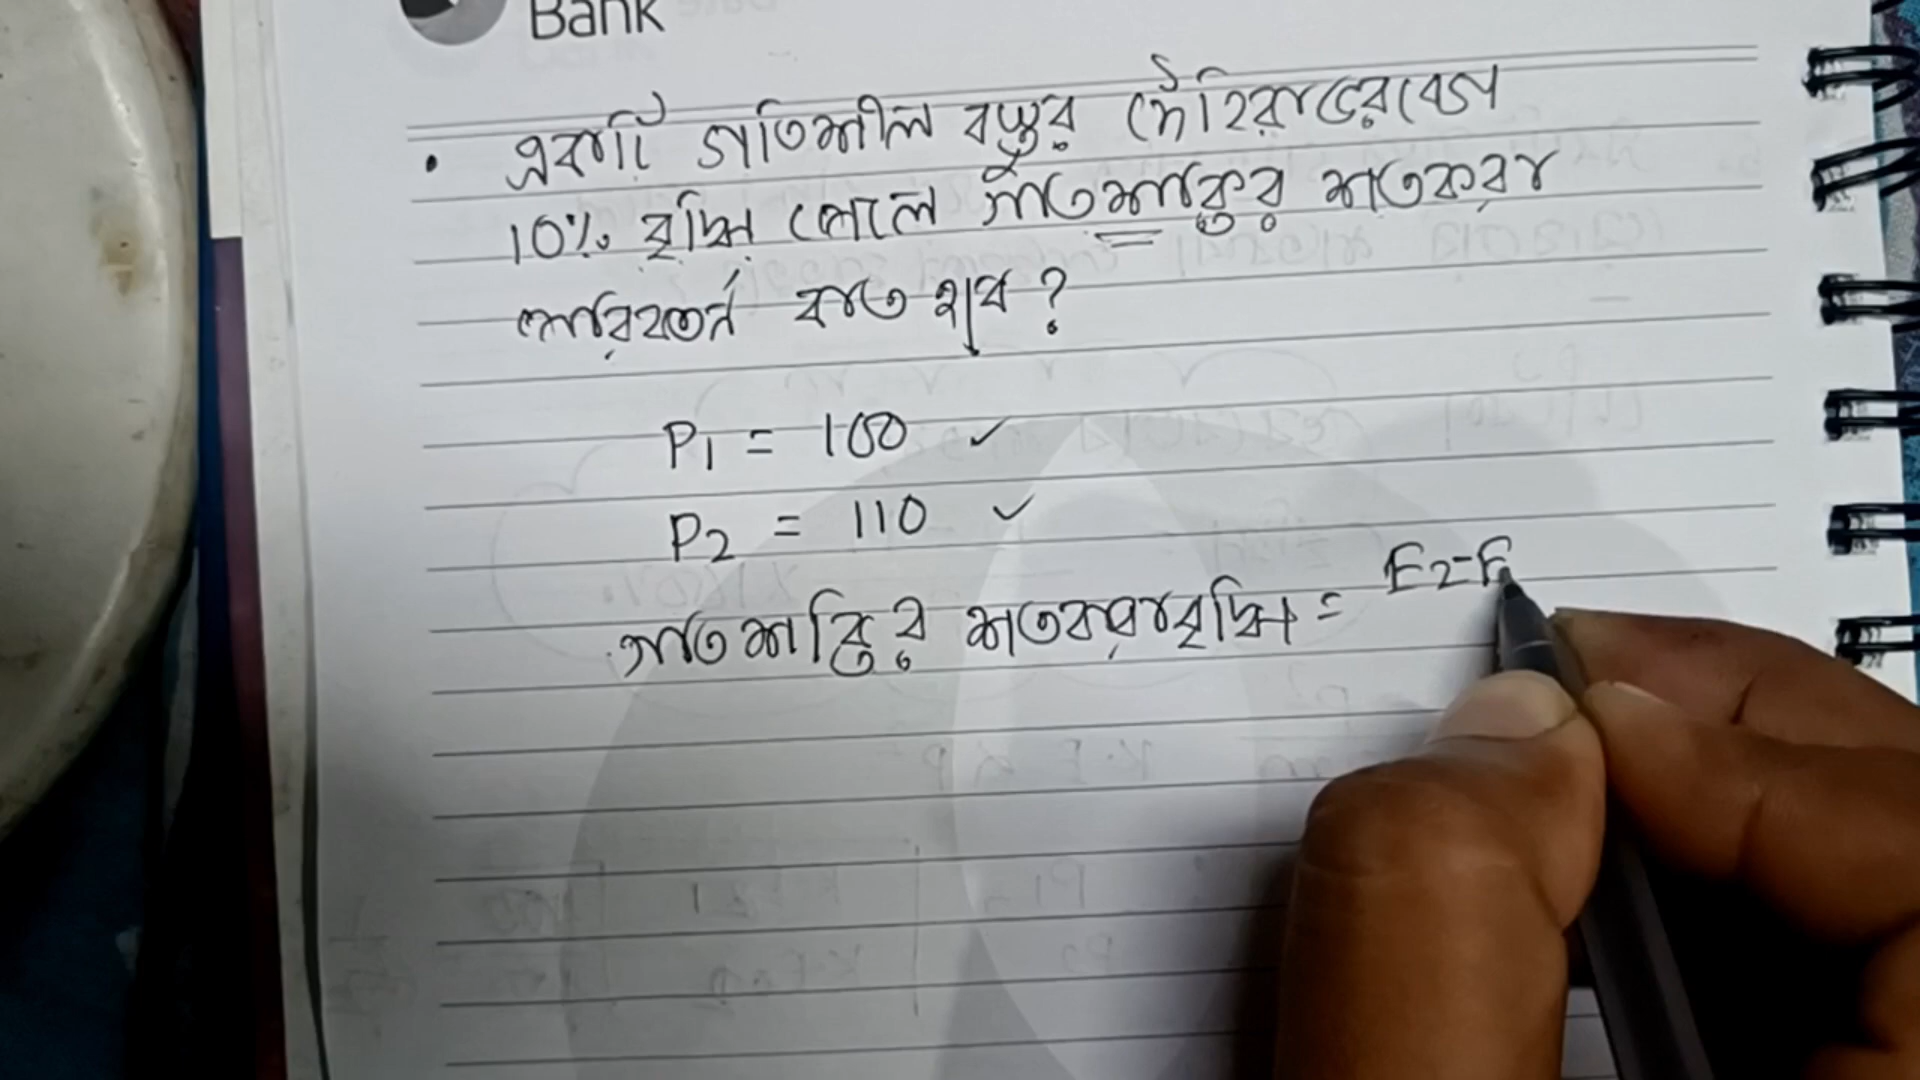 Bank
• একটি গতিশীল বস্তুর রৈখিক ভরবেগ
10% বৃদ্ধি পেলে গতিশক্তির শতকরা
পরিবর্তন কত হবে ?
P1 = 100 ✓
P2 = 110 ✓
গতিশক্তির শতকরা বৃদ্ধি = E2-E